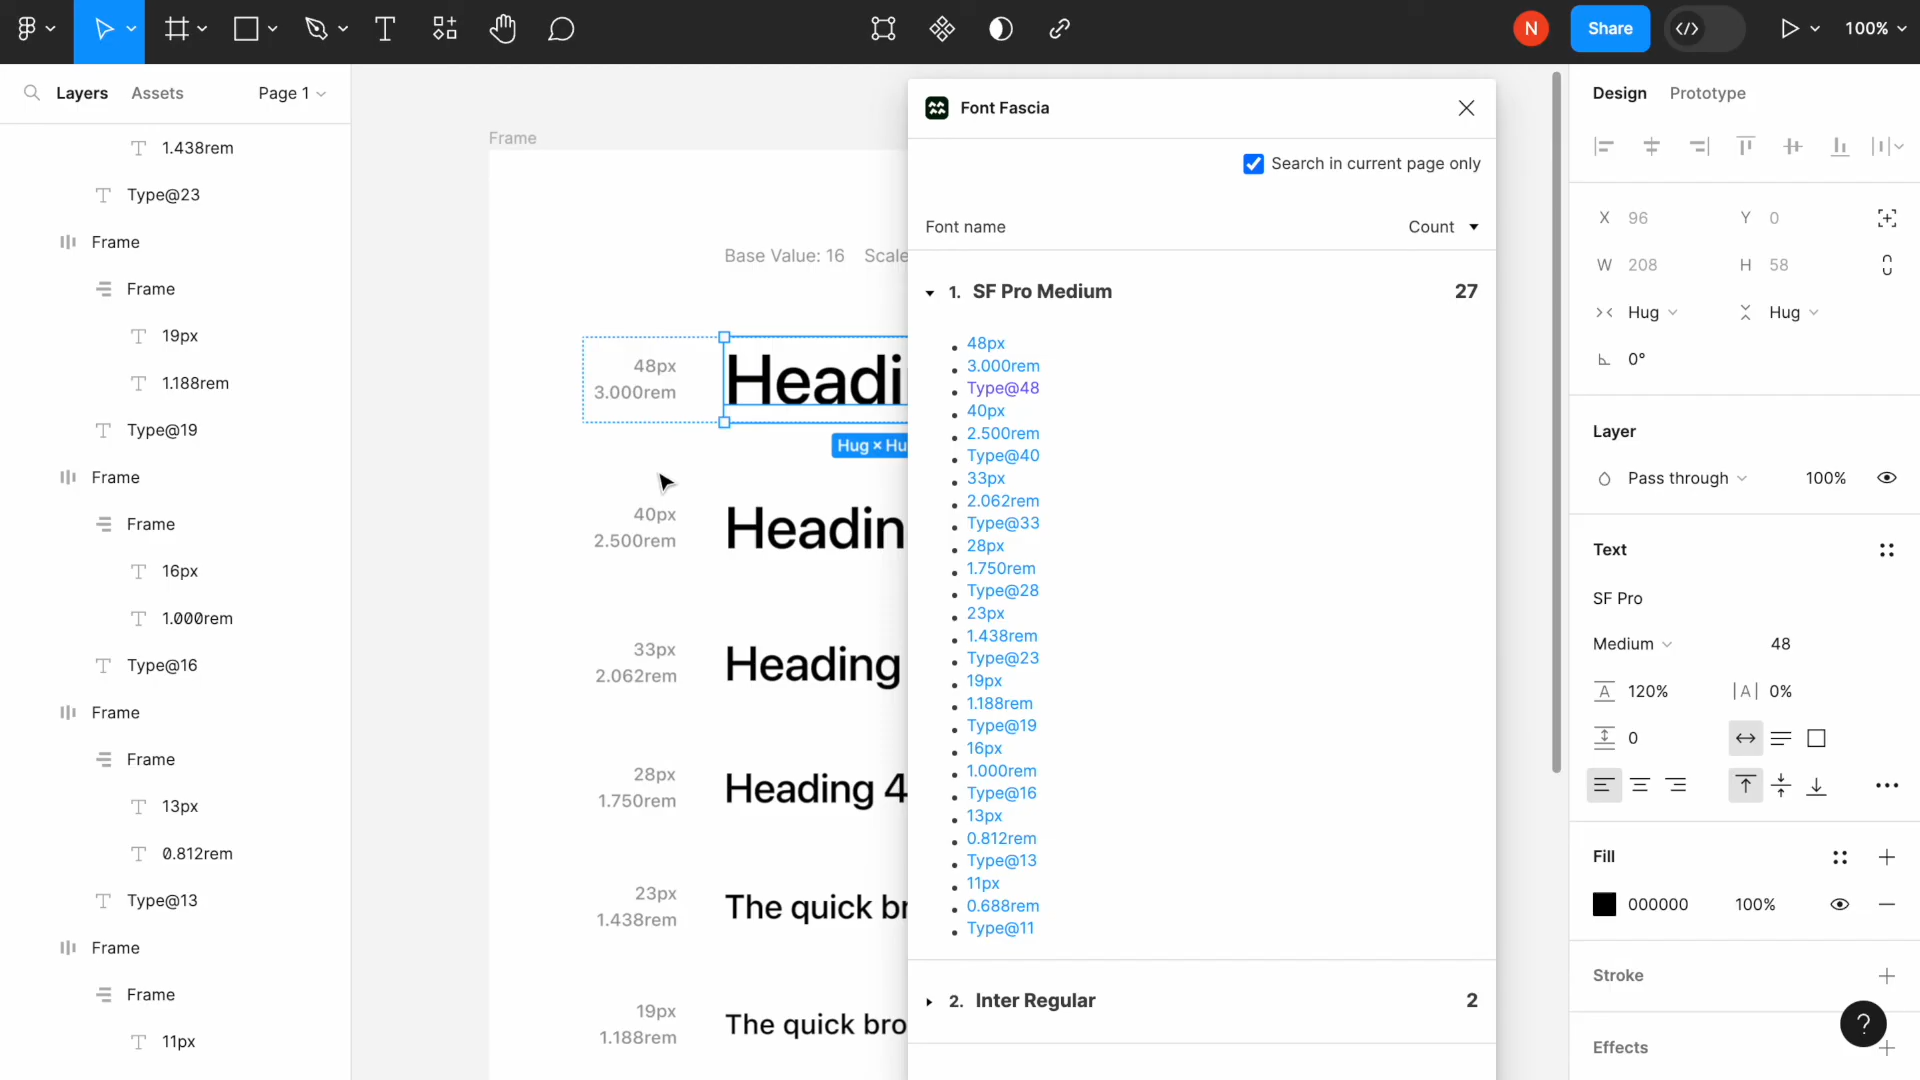 N
Share
100%
Layers
Assets
Page 1
1.438rem
Type@23
Frame
Frame
19px
1.188rem
Type@19
Frame
Frame
16px
1.000rem
Type@16
Frame
Frame
13px
0.812rem
Type@13
Frame
Frame
11px
Frame
Base Value: 16 Scale
48px
3.000rem
Headi
Hug × Hu
40px
2.500rem
Headin
33px
2.062rem
Heading
28px
1.750rem
Heading 4
23px
1.438rem
The quick br
19px
1.188rem
The quick bro
Font Fascia
Search in current page only
Font name
Count
1. SF Pro Medium
27
48px
3.000rem
Type@48
40px
2.500rem
Type@40
33px
2.062rem
Type@33
28px
1.750rem
Type@28
23px
1.438rem
Type@23
19px
1.188rem
Type@19
16px
1.000rem
Type@16
13px
0.812rem
Type@13
11px
0.688rem
Type@11
2. Inter Regular
2
Design
Prototype
X 96
Y 0
W 208
H 58
Hug
Hug
0°
Layer
Pass through
100%
Text
SF Pro
Medium
48
A 120%
|A| 0%
0
Fill
000000
100%
Stroke
?
Effects